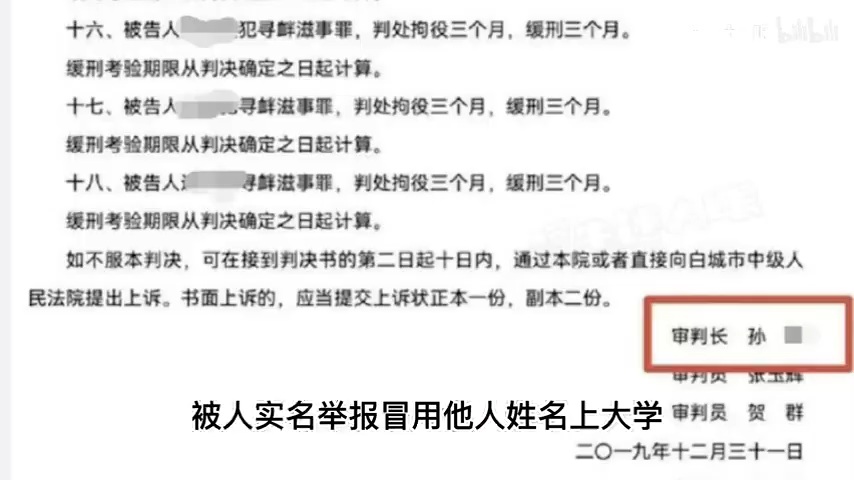 十六、被告人 犯寻衅滋事罪，判处拘役三个月，缓刑三个月。
bilibili
缓刑考验期限从判决确定之日起计算。
十七、被告人 寻衅滋事罪，判处拘役三个月，缓刑三个月。
缓刑考验期限从判决确定之日起计算。
十八、被告人 寻衅滋事罪，判处拘役三个月，缓刑三个月。
缓刑考验期限从判决确定之日起计算。
如不服本判决，可在接到判决书的第二日起十日内，通过本院或者直接向白城市中级人
民法院提出上诉。书面上诉的，应当提交上诉状正本一份，副本二份。
审判长 孙
审判员 张玉辉
被人实名举报冒用他人姓名上大学
审判员 贺 群
二〇一九年十二月三十一日